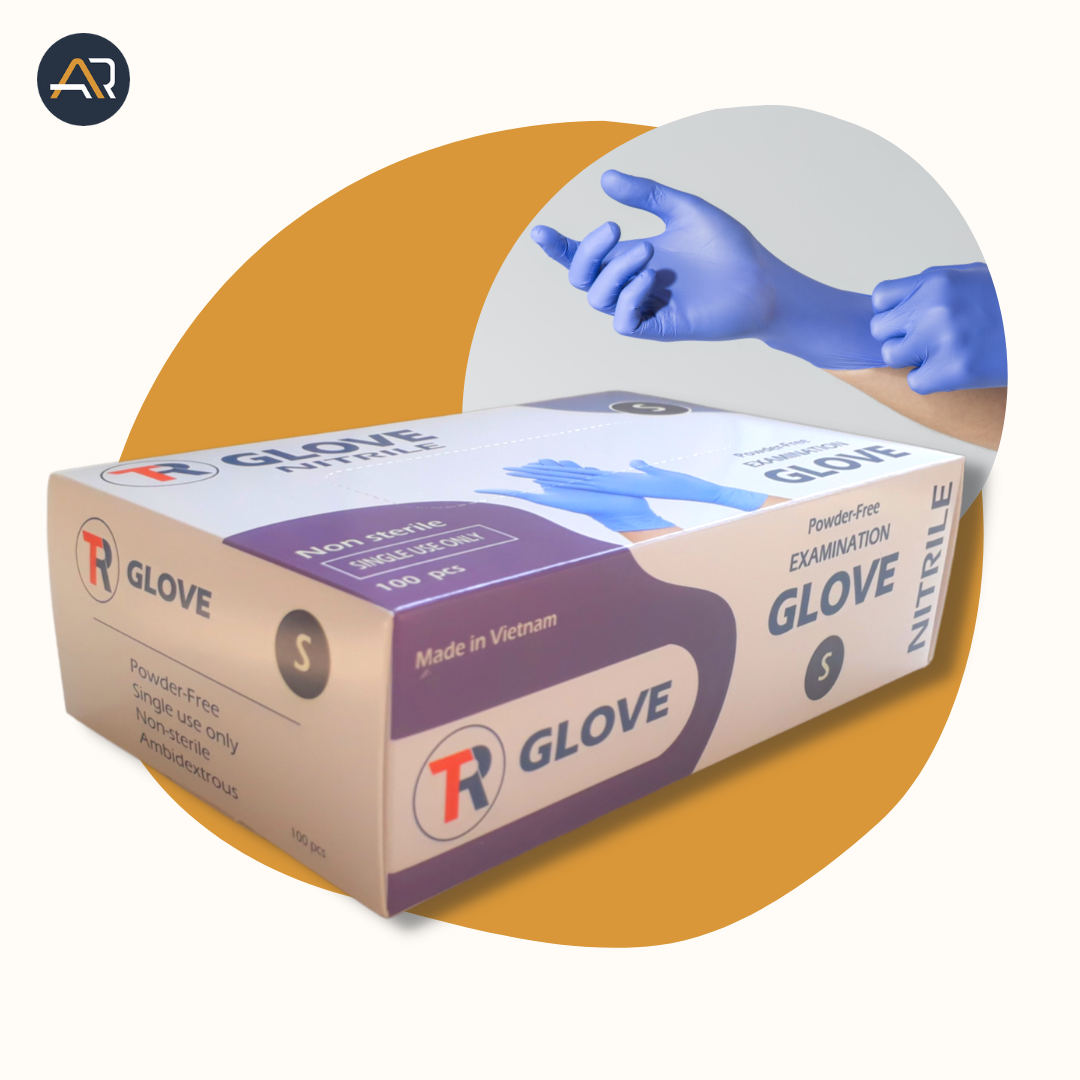 AR
TR GLOVE
NITRILE
S
Powder-Free
EXAMINATION
GLOVE
Non sterile
SINGLE USE ONLY
100 pcs
TR GLOVE
S
Powder-Free
Single use only
Non-sterile
Ambidextrous
100 pcs
Made in Vietnam
TR GLOVE
Powder-Free
EXAMINATION
GLOVE
S
NITRILE